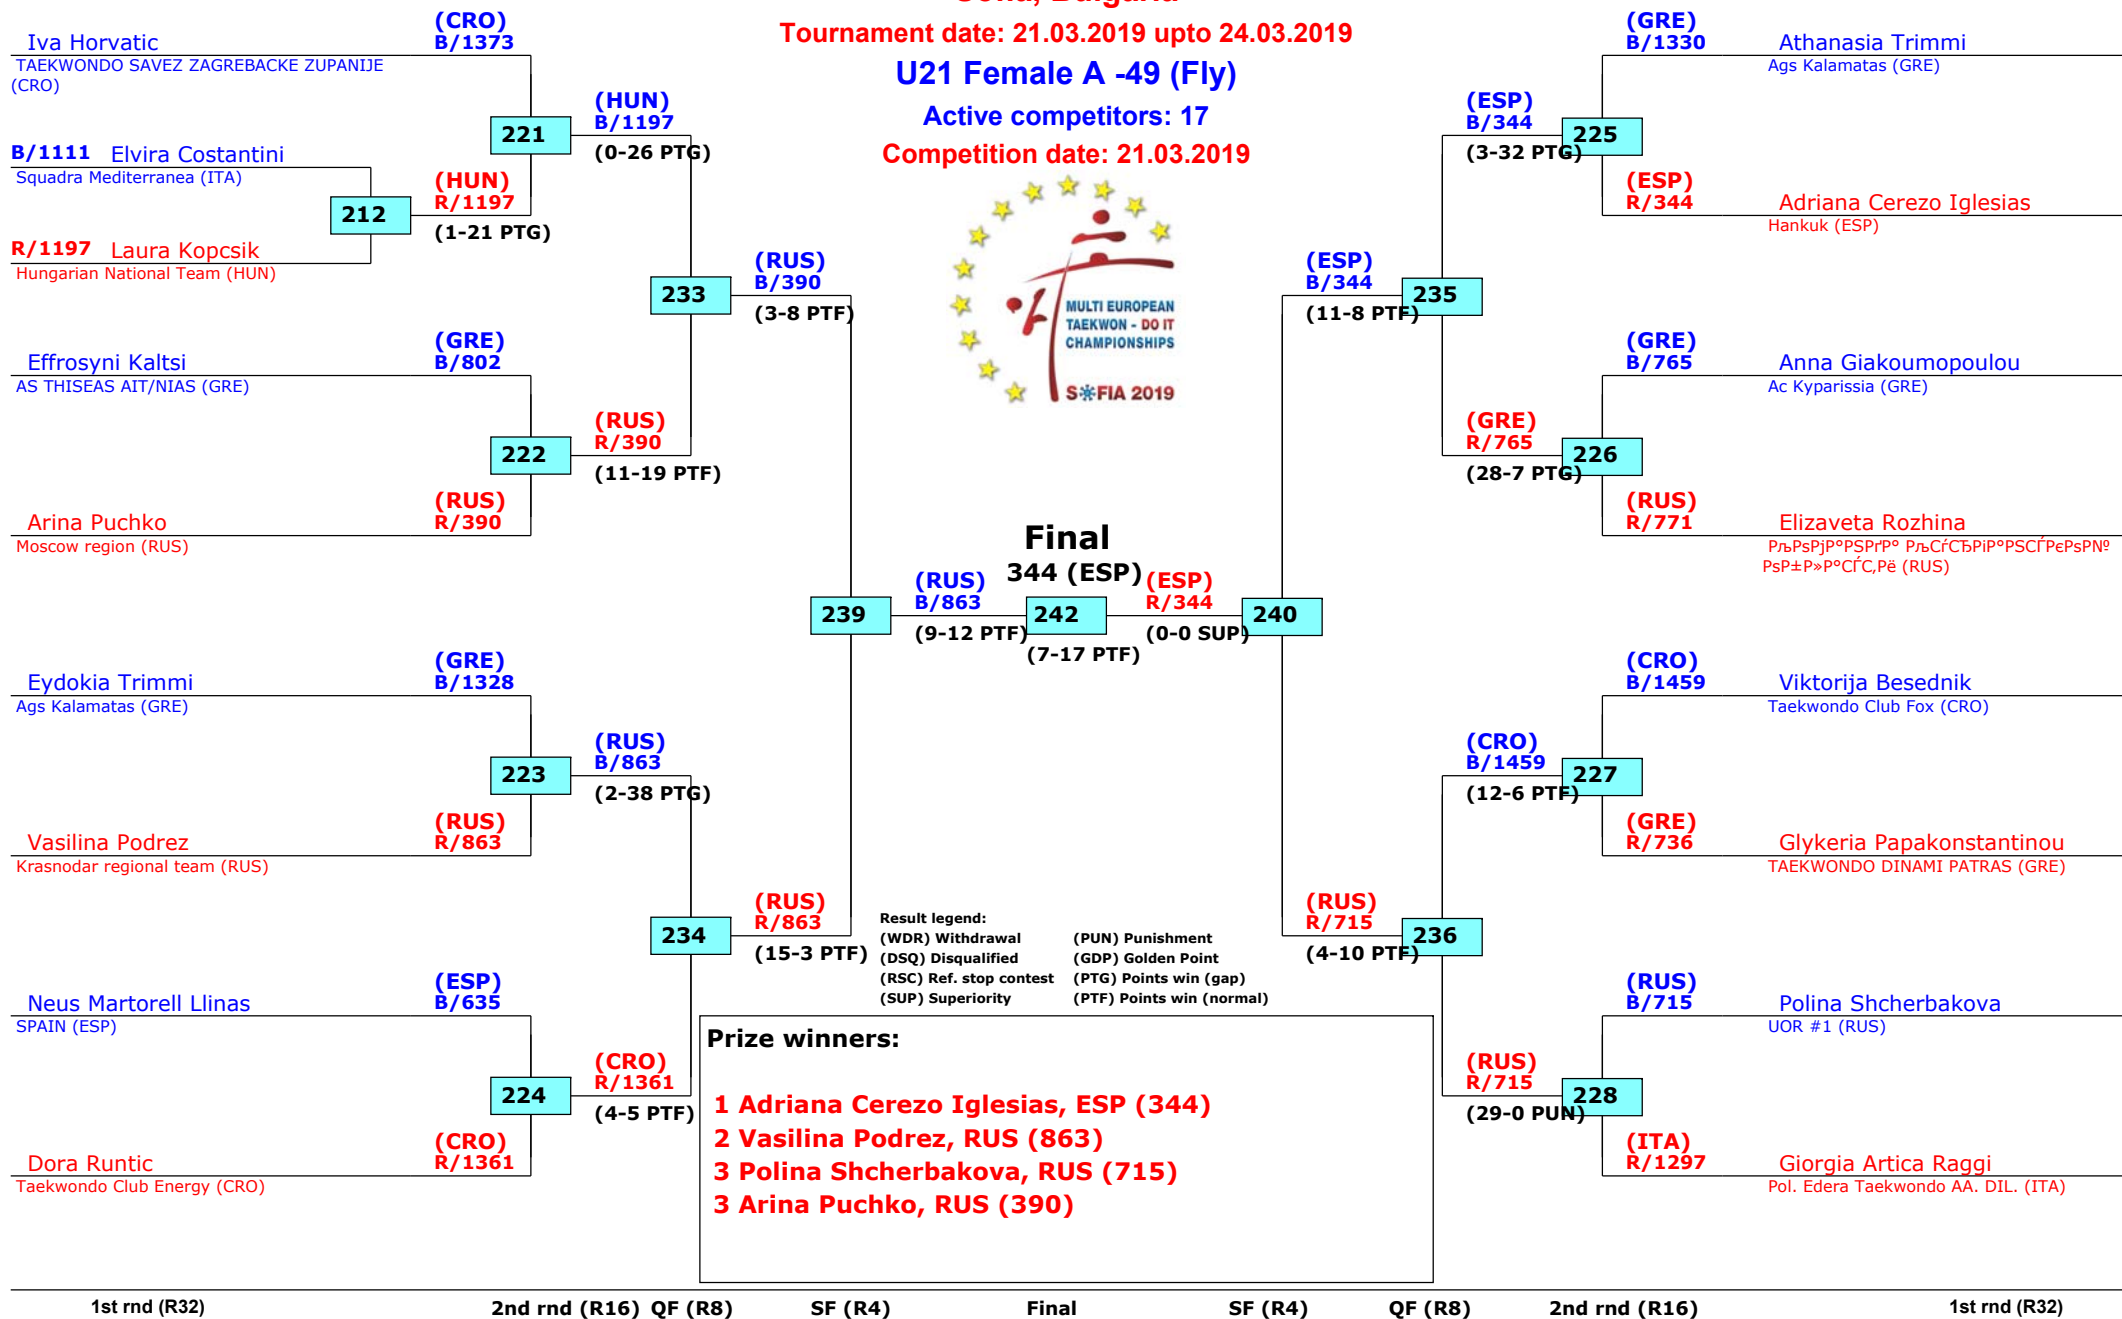 Sofia, Bulgaria
Tournament date: 21.03.2019 upto 24.03.2019
U21 Female A -49 (Fly)
Active competitors: 17
Competition date: 21.03.2019
MULTI EUROPEAN
TAEKWON - DO IT
CHAMPIONSHIPS
SOFIA 2019
(CRO)
Iva Horvatic B/1373
TAEKWONDO SAVEZ ZAGREBACKE ZUPANIJE
(CRO)
221
(HUN)
B/1197
(0-26 PTG)
B/1111 Elvira Costantini
Squadra Mediterranea (ITA)
212
(HUN)
R/1197
(1-21 PTG)
R/1197 Laura Kopcsik
Hungarian National Team (HUN)
233
(RUS)
B/390
(3-8 PTF)
(GRE)
Effrosyni Kaltsi B/802
AS THISEAS AIT/NIAS (GRE)
222
(RUS)
R/390
(11-19 PTF)
(RUS)
Arina Puchko R/390
Moscow region (RUS)
239
(RUS)
B/863
(9-12 PTF)
(GRE)
Eydokia Trimmi B/1328
Ags Kalamatas (GRE)
223
(RUS)
B/863
(2-38 PTG)
(RUS)
Vasilina Podrez R/863
Krasnodar regional team (RUS)
234
(RUS)
R/863
(15-3 PTF)
(ESP)
Neus Martorell Llinas B/635
SPAIN (ESP)
224
(CRO)
R/1361
(4-5 PTF)
(CRO)
Dora Runtic R/1361
Taekwondo Club Energy (CRO)
Final
344 (ESP)
242
(7-17 PTF)
(ESP)
R/344
(0-0 SUP)
240
(GRE)
B/1330 Athanasia Trimmi
Ags Kalamatas (GRE)
(ESP)
B/344
(3-32 PTG)
225
(ESP)
R/344 Adriana Cerezo Iglesias
Hankuk (ESP)
(ESP)
B/344
(11-8 PTF)
235
(GRE)
B/765 Anna Giakoumopoulou
Ac Kyparissia (GRE)
(GRE)
R/765
(28-7 PTG)
226
(RUS)
R/771 Elizaveta Rozhina
(RUS)
(CRO)
B/1459 Viktorija Besednik
Taekwondo Club Fox (CRO)
(CRO)
B/1459
(12-6 PTF)
227
(GRE)
R/736 Glykeria Papakonstantinou
TAEKWONDO DINAMI PATRAS (GRE)
(RUS)
R/715
(4-10 PTF)
236
(RUS)
B/715 Polina Shcherbakova
UOR #1 (RUS)
(RUS)
R/715
(29-0 PUN)
228
(ITA)
R/1297 Giorgia Artica Raggi
Pol. Edera Taekwondo AA. DIL. (ITA)
Result legend:
(WDR) Withdrawal (PUN) Punishment
(DSQ) Disqualified (GDP) Golden Point
(RSC) Ref. stop contest (PTG) Points win (gap)
(SUP) Superiority (PTF) Points win (normal)
Prize winners:
1 Adriana Cerezo Iglesias, ESP (344)
2 Vasilina Podrez, RUS (863)
3 Polina Shcherbakova, RUS (715)
3 Arina Puchko, RUS (390)
1st rnd (R32) 2nd rnd (R16) QF (R8) SF (R4) Final SF (R4) QF (R8) 2nd rnd (R16) 1st rnd (R32)